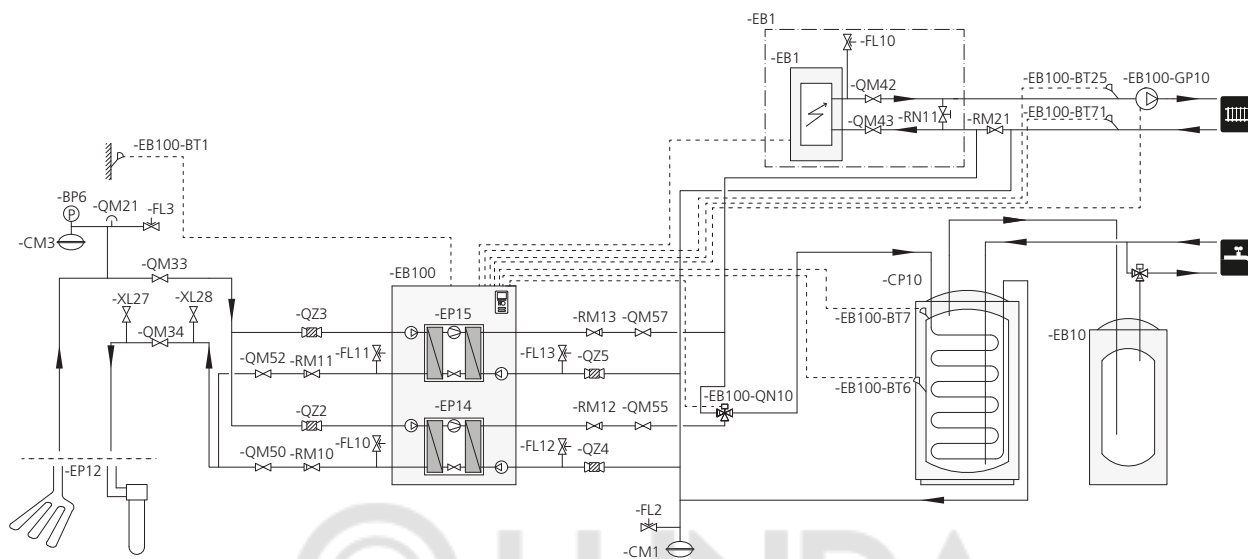 -EB1
-FL10
-EB1
-QM42
-EB100-BT25
-EB100-GP10
-QM43
-RN11
-RM21
-EB100-BT71
-EB100-BT1
-BP6
-QM21
-FL3
P
-CM3
-QM33
-EB100
-CP10
-XL27
-XL28
-QZ3
-EP15
-RM13
-QM57
-EB100-BT7
-QM34
-EB10
-QM52
-RM11
-FL11
-FL13
-QZ5
-EB100-BT6
-EB100-QN10
-QZ2
-EP14
-RM12
-QM55
-FL10
-FL12
-QZ4
-QM50
-RM10
-EP12
-FL2
-CM1
LUNDA